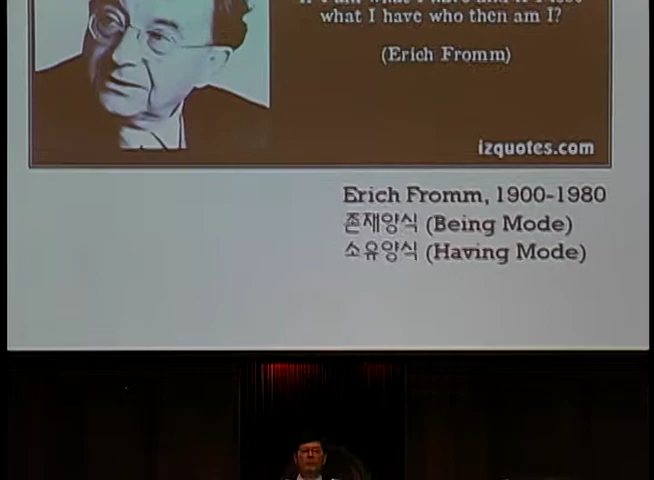 what I have who then am I?
(Erich Fromm)
izquotes.com
Erich Fromm, 1900-1980
존재양식 (Being Mode)
소유양식 (Having Mode)